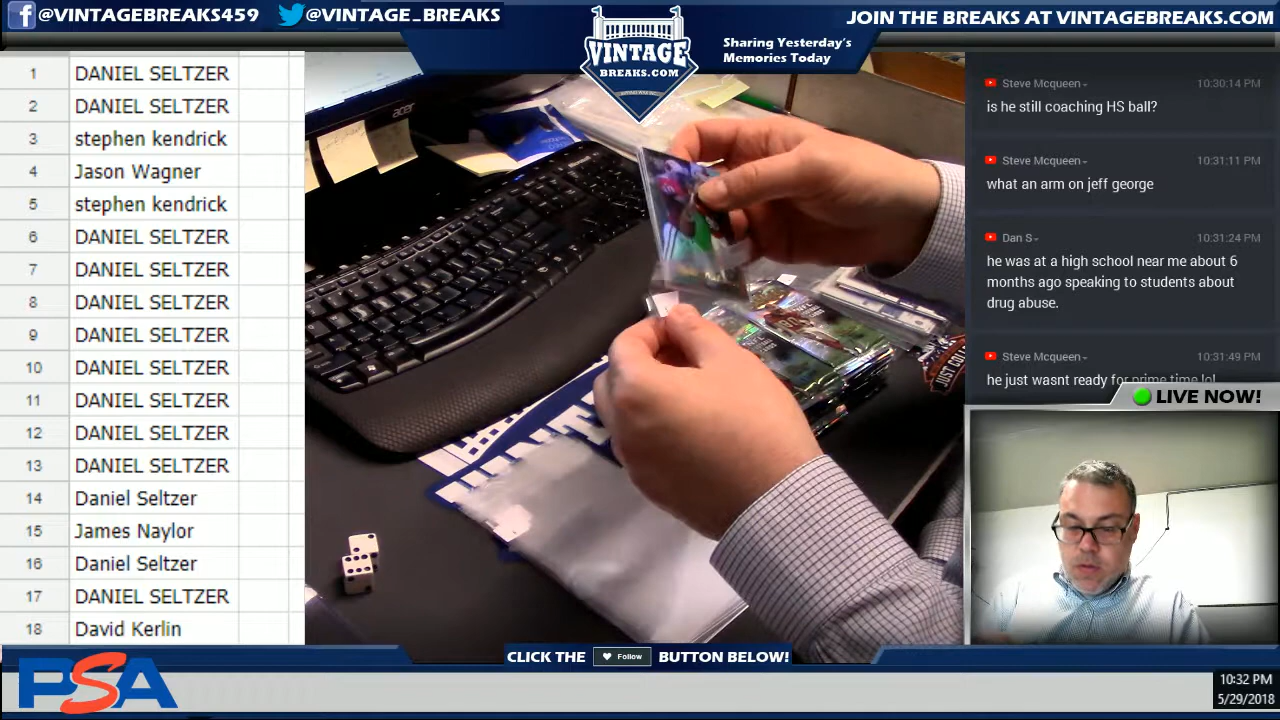 @VINTAGEBREAKS459 @VINTAGE_BREAKS
VINTAGE
BREAKS.COM
Sharing Yesterday's
Memories Today
JOIN THE BREAKS AT VINTAGEBREAKS.COM
1 DANIEL SELTZER
2 DANIEL SELTZER
3 stephen kendrick
4 Jason Wagner
5 stephen kendrick
6 DANIEL SELTZER
7 DANIEL SELTZER
8 DANIEL SELTZER
9 DANIEL SELTZER
10 DANIEL SELTZER
11 DANIEL SELTZER
12 DANIEL SELTZER
13 DANIEL SELTZER
14 Daniel Seltzer
15 James Naylor
16 Daniel Seltzer
17 DANIEL SELTZER
18 David Kerlin
acer
Steve Mcqueen 10:30:14 PM
is he still coaching HS ball?
Steve Mcqueen 10:31:11 PM
what an arm on jeff george
Dan S 10:31:24 PM
he was at a high school near me about 6
months ago speaking to students about
drug abuse.
Steve Mcqueen 10:31:49 PM
he just wasnt ready for prime time lol
LIVE NOW!
PSA
CLICK THE Follow BUTTON BELOW!
10:32 PM
5/29/2018